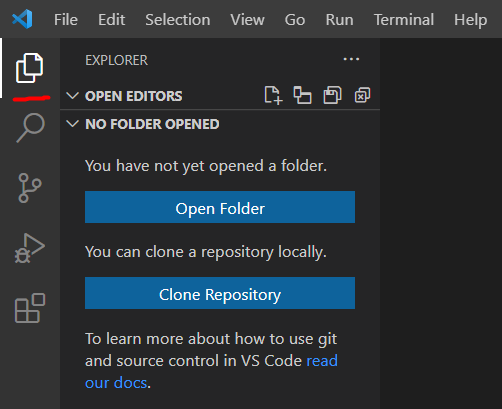 File Edit Selection View Go Run Terminal Help
EXPLORER
OPEN EDITORS
NO FOLDER OPENED
You have not yet opened a folder.
Open Folder
You can clone a repository locally.
Clone Repository
To learn more about how to use git
and source control in VS Code read
our docs.